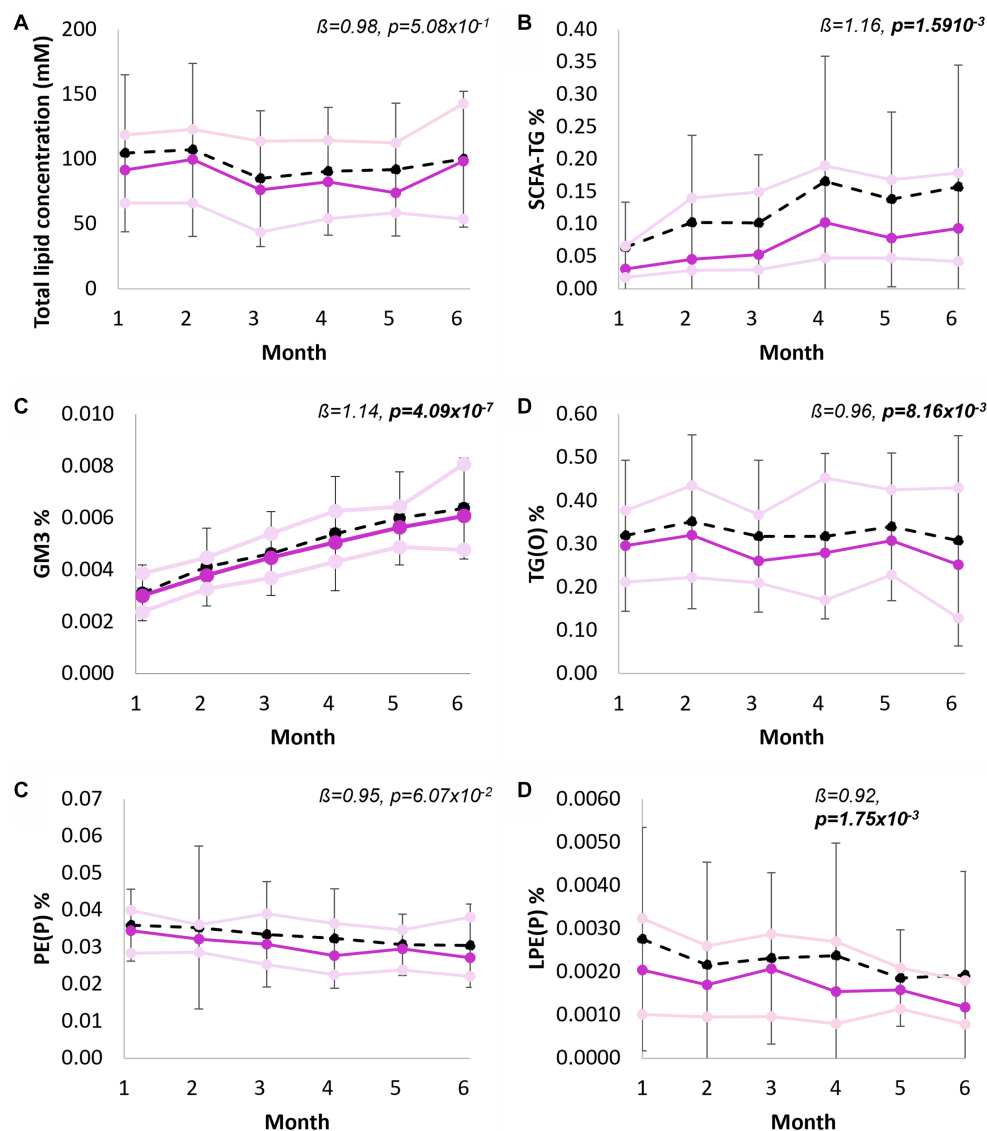 A
ß=0.98, p=5.08x10-1
Total lipid concentration (mM)
200
150
100
50
0
1 2 3 4 5 6
Month
B
ß=1.16, p=1.5910-3
SCFA-TG %
0.40
0.35
0.30
0.25
0.20
0.15
0.10
0.05
0.00
1 2 3 4 5 6
Month
C
ß=1.14, p=4.09x10-7
GM3 %
0.010
0.008
0.006
0.004
0.002
0.000
1 2 3 4 5 6
Month
D
ß=0.96, p=8.16x10-3
TG(O) %
0.60
0.50
0.40
0.30
0.20
0.10
0.00
1 2 3 4 5 6
Month
C
ß=0.95, p=6.07x10-2
PE(P) %
0.07
0.06
0.05
0.04
0.03
0.02
0.01
0.00
1 2 3 4 5 6
Month
D
ß=0.92,
p=1.75x10-3
LPE(P) %
0.0060
0.0050
0.0040
0.0030
0.0020
0.0010
0.0000
1 2 3 4 5 6
Month